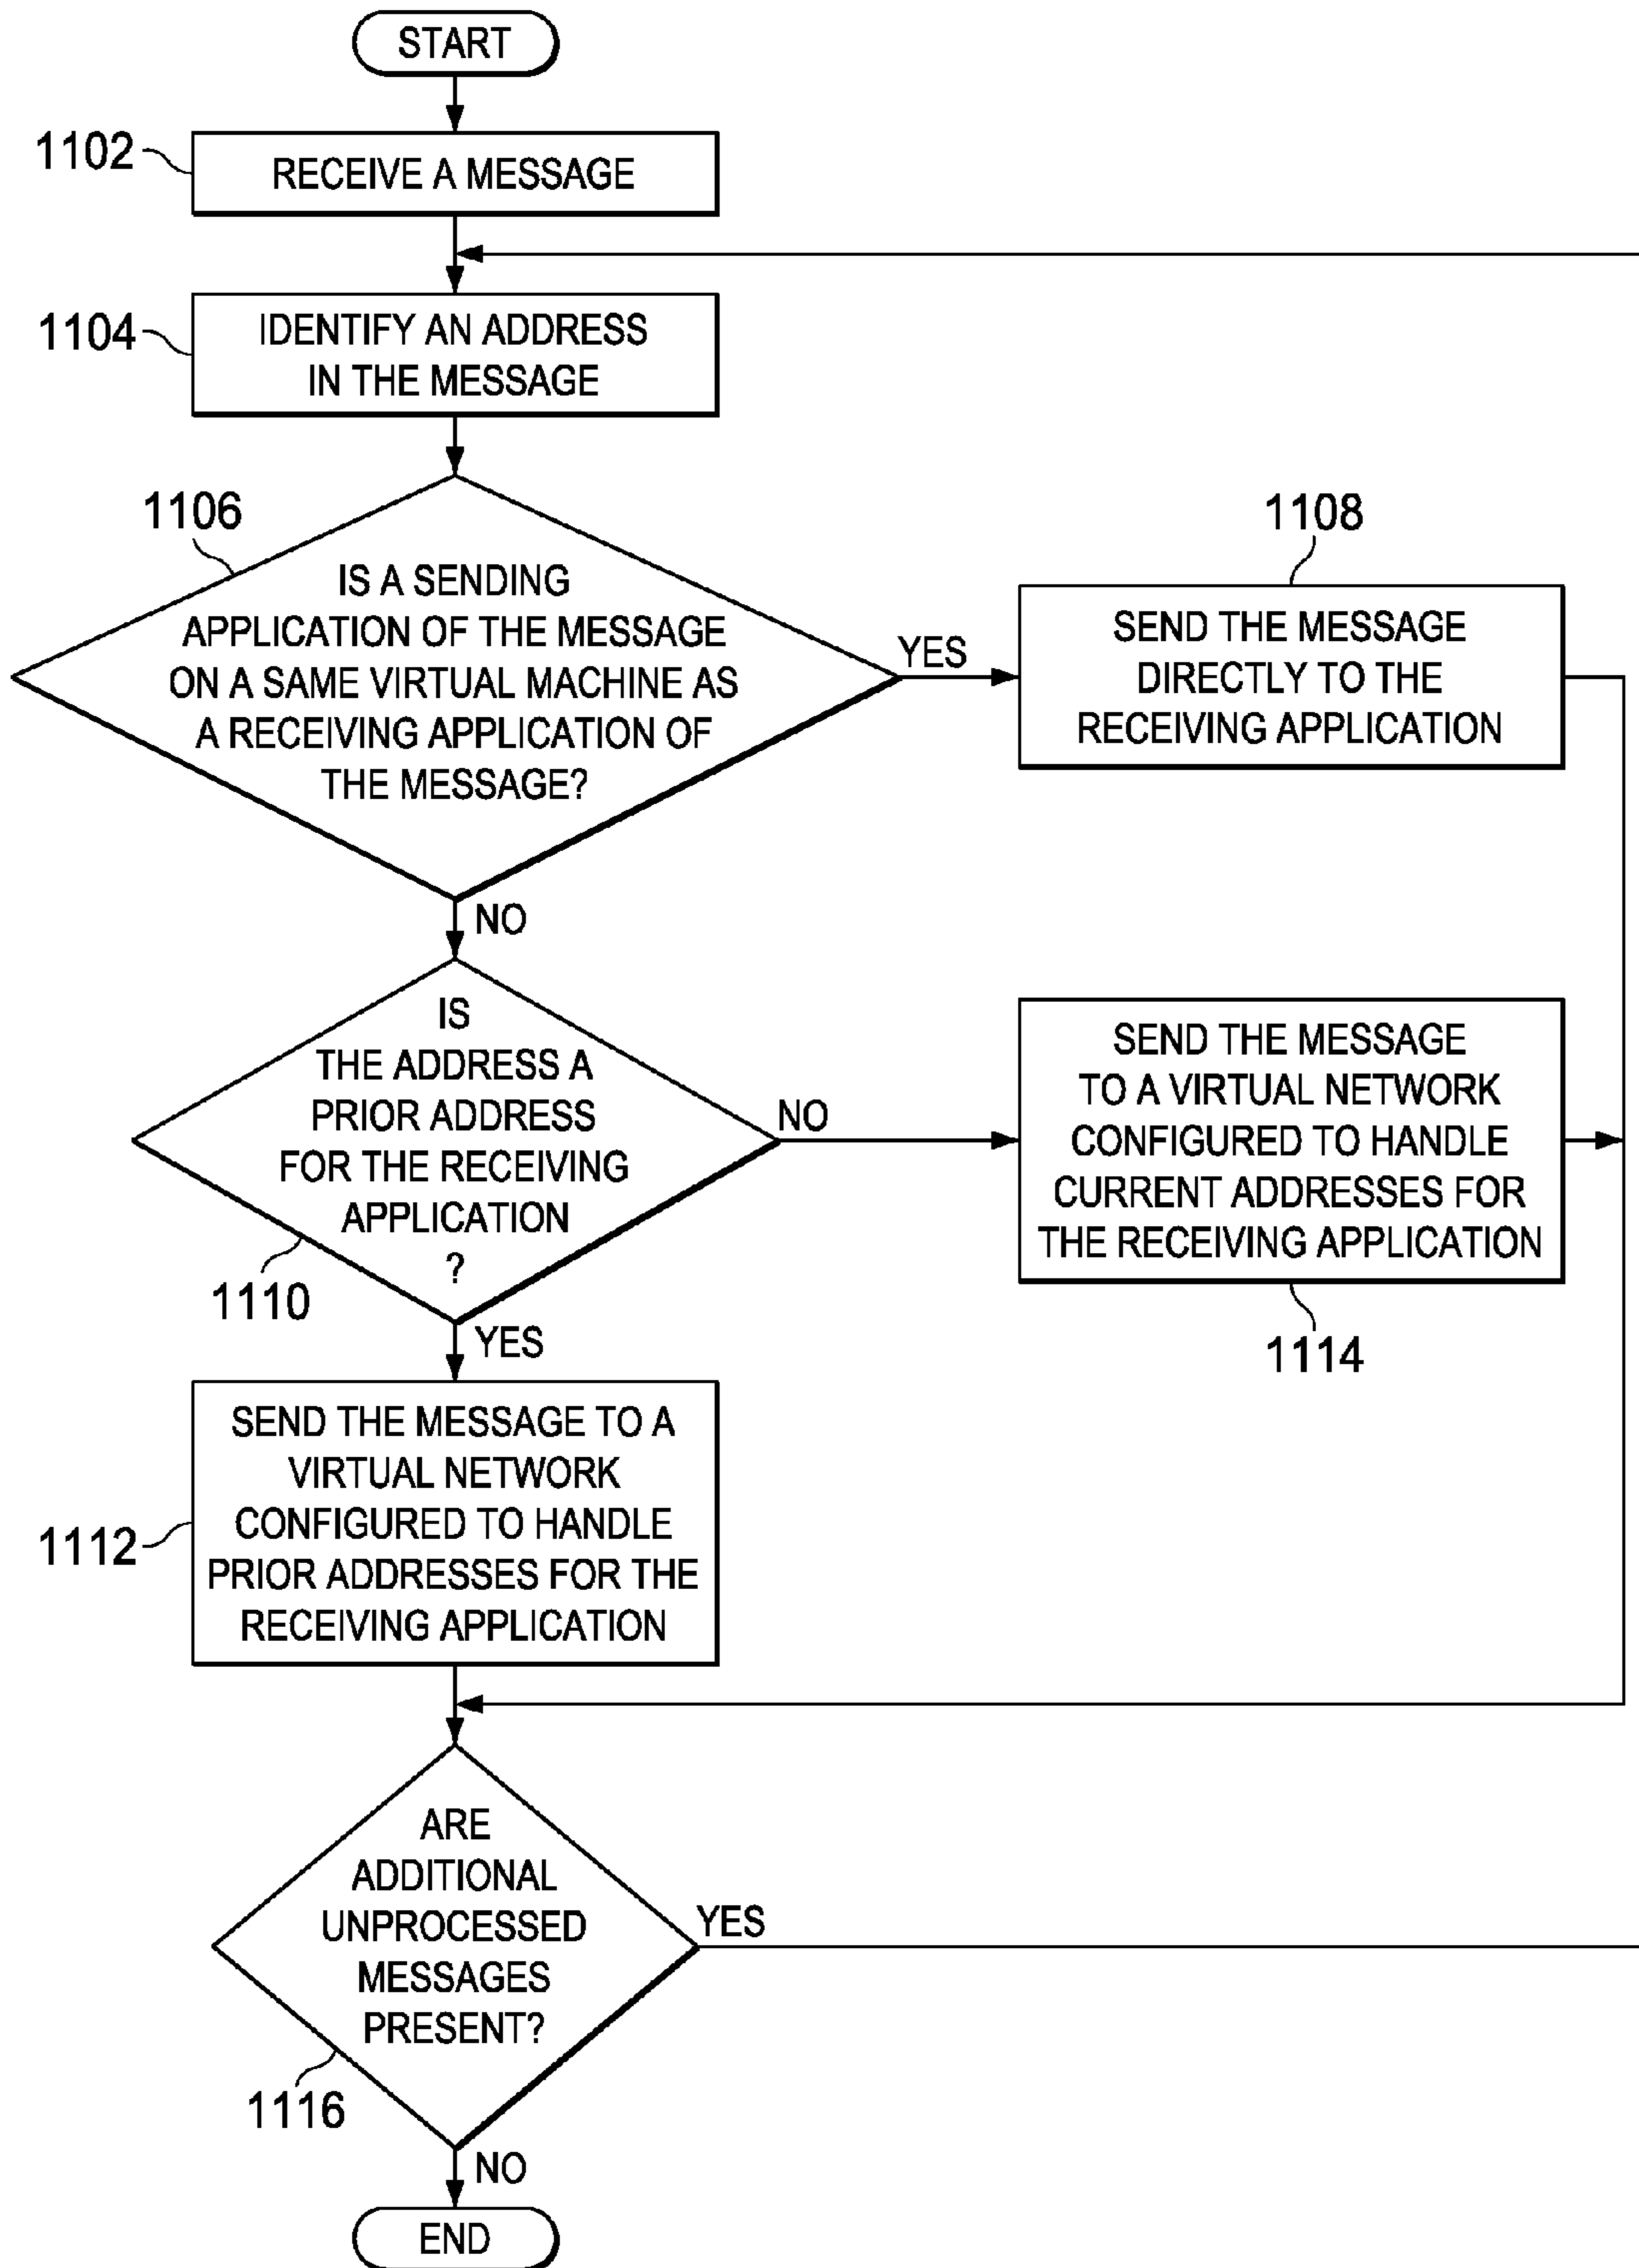 START
1102
RECEIVE A MESSAGE
1104
IDENTIFY AN ADDRESS
IN THE MESSAGE
1106
IS A SENDING
APPLICATION OF THE MESSAGE
ON A SAME VIRTUAL MACHINE AS
A RECEIVING APPLICATION OF
THE MESSAGE?
YES
1108
SEND THE MESSAGE
DIRECTLY TO THE
RECEIVING APPLICATION
NO
IS
THE ADDRESS A
PRIOR ADDRESS
FOR THE RECEIVING
APPLICATION
?
1110
NO
SEND THE MESSAGE
TO A VIRTUAL NETWORK
CONFIGURED TO HANDLE
CURRENT ADDRESSES FOR
THE RECEIVING APPLICATION
1114
YES
1112
SEND THE MESSAGE TO A
VIRTUAL NETWORK
CONFIGURED TO HANDLE
PRIOR ADDRESSES FOR THE
RECEIVING APPLICATION
ARE
ADDITIONAL
UNPROCESSED
MESSAGES
PRESENT?
YES
1116
NO
END